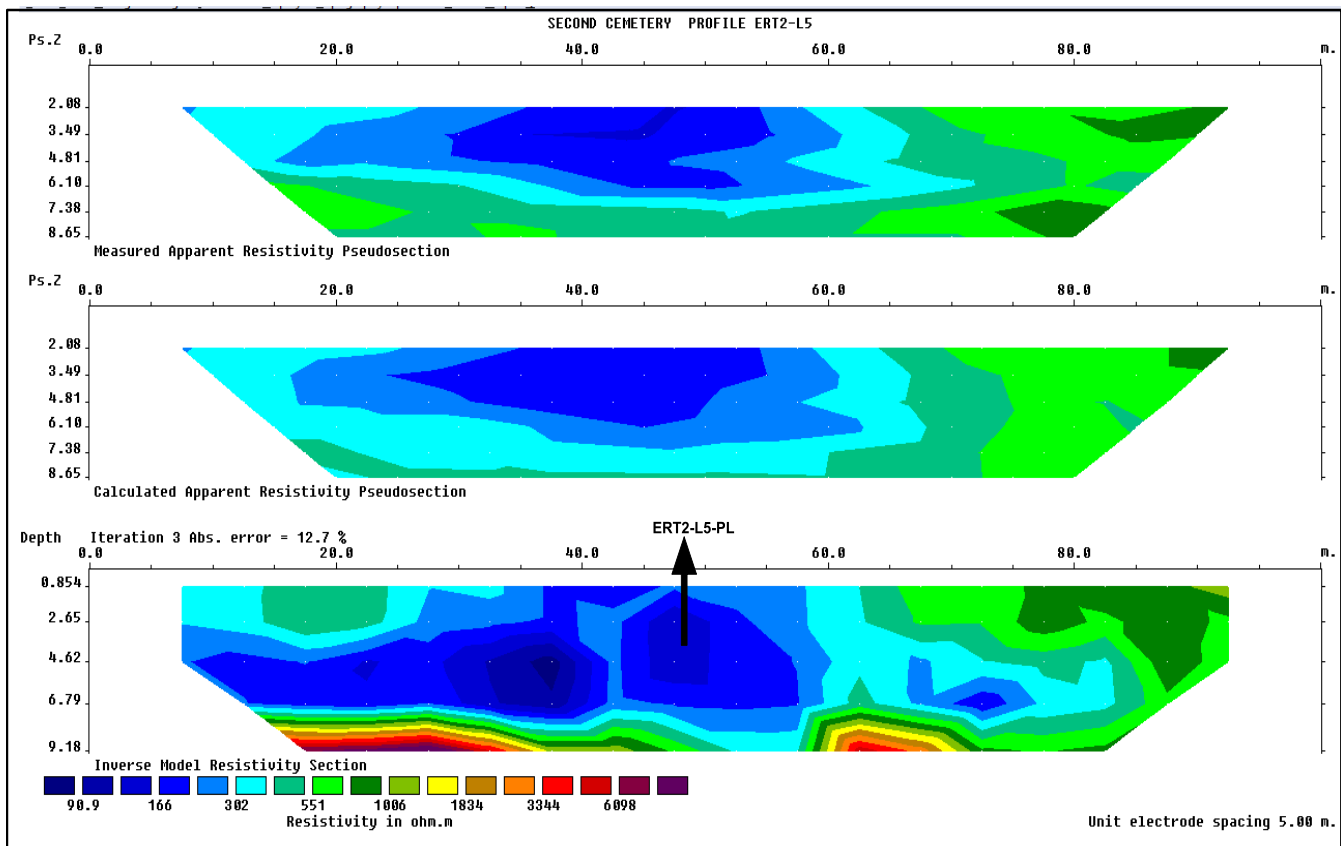 SECOND CEMETERY PROFILE ERT2-L5
Ps.Z 0.0 20.0 40.0 60.0 80.0 m.
2.08
3.49
4.81
6.10
7.38
8.65
Measured Apparent Resistivity Pseudosection
Ps.Z 0.0 20.0 40.0 60.0 80.0 m.
2.08
3.49
4.81
6.10
7.38
8.65
Calculated Apparent Resistivity Pseudosection
ERT2-L5-PL
Depth Iteration 3 Abs. error = 12.7 %
0.0 20.0 40.0 60.0 80.0 m.
0.854
2.65
4.62
6.79
9.18
Inverse Model Resistivity Section
90.9 166 302 551 1006 1834 3344 6098
Resistivity in ohm.m Unit electrode spacing 5.00 m.